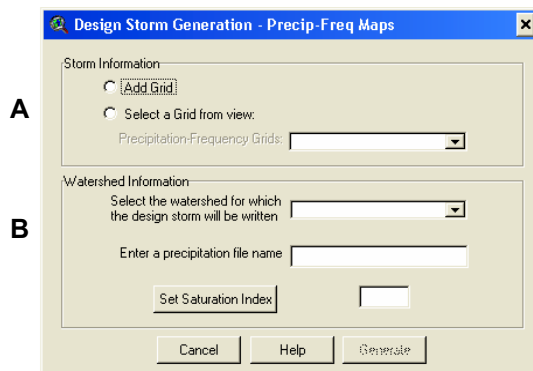 Design Storm Generation - Precip-Freq Maps
A
Storm Information
Add Grid
Select a Grid from view:
Precipitation-Frequency Grids:
B
Watershed Information
Select the watershed for which
the design storm will be written
Enter a precipitation file name
Set Saturation Index
Cancel Help Generate